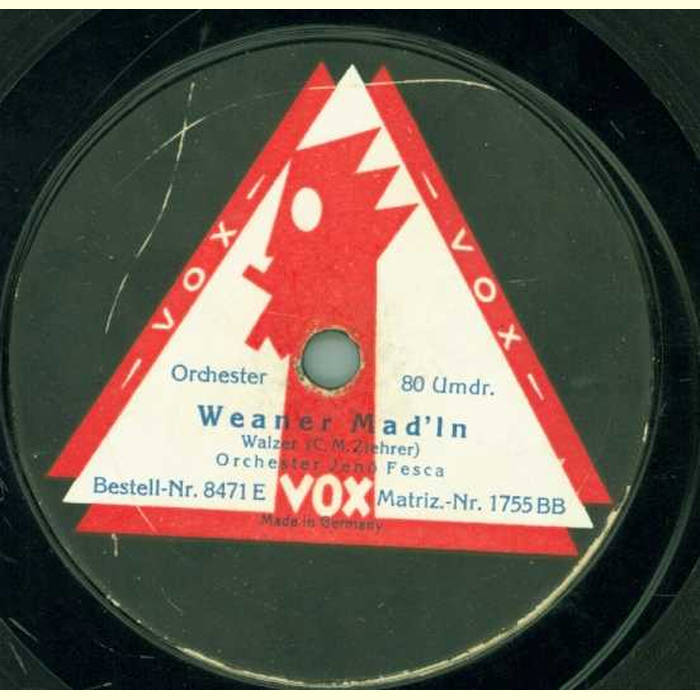 — VOX —
— VOX —
Orchester
80 Umdr.
Weaner Mad'ln
Walzer (C. M. Ziehrer)
Orchester Jenö Fesca
Bestell-Nr. 8471 E
VOX
Matriz.-Nr. 1755 BB
Made in Germany